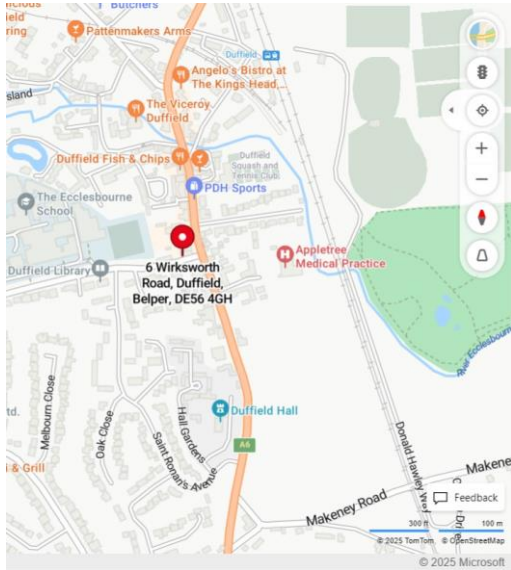 Butchers
Pattenmakers Arms
Duffield
Angelo's Bistro at
The Kings Head,...
The Viceroy
Duffield
Duffield Fish & Chips
Duffield
Squash and
Tennis Club
PDH Sports
The Ecclesbourne
School
Appletree
Medical Practice
Duffield Library
6 Wirksworth
Road, Duffield,
Belper, DE56 4GH
River Ecclesbourne
Melbourn Close
Oak Close
Hall Gardens
Saint Ronan's Avenue
Duffield Hall
A6
Donald Hawley Way
Makeney Road
Makene
& Grill
Feedback
300 ft
100 m
© 2025 TomTom
© OpenStreetMap
© 2025 Microsoft